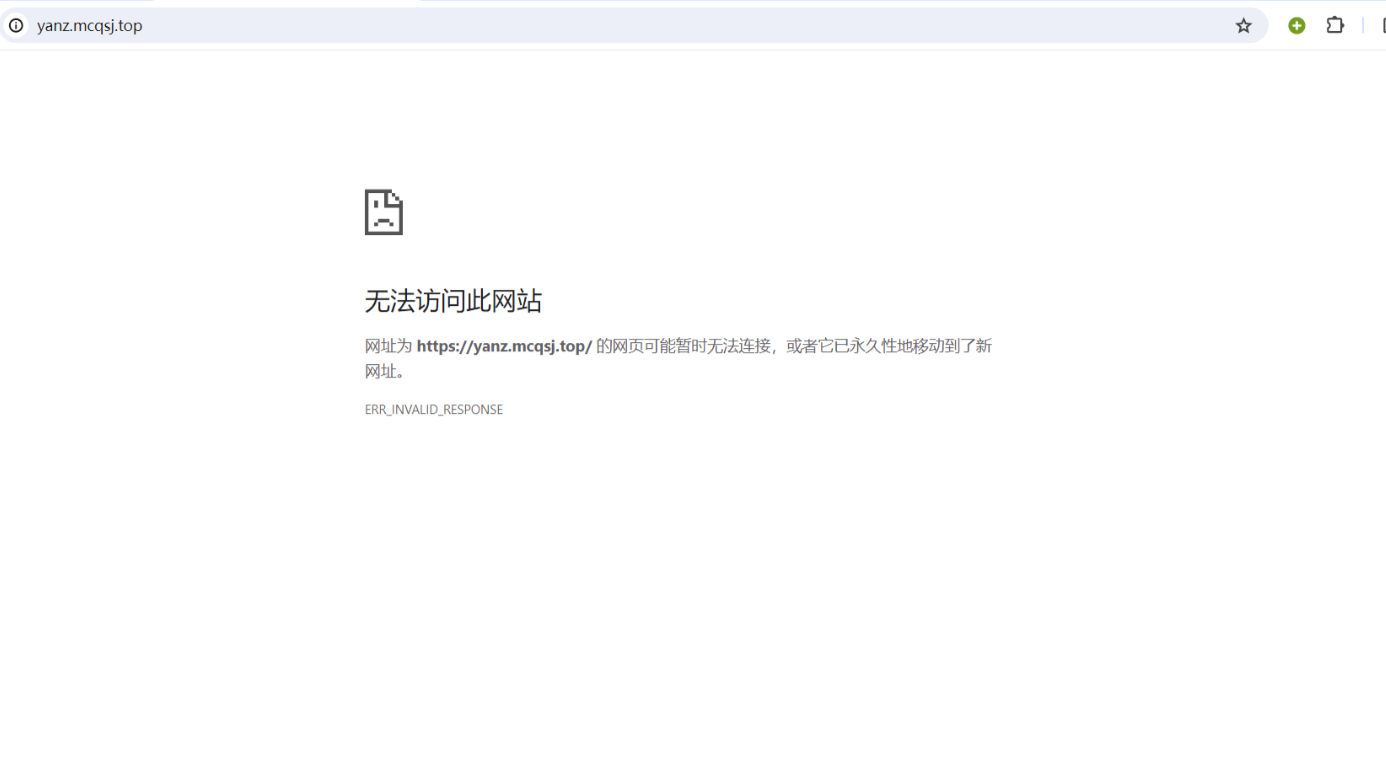 yanz.mcqsj.top
无法访问此网站
网址为 https://yanz.mcqsj.top/ 的网页可能暂时无法连接，或者它已永久性地移动到了新
网址。
ERR_INVALID_RESPONSE